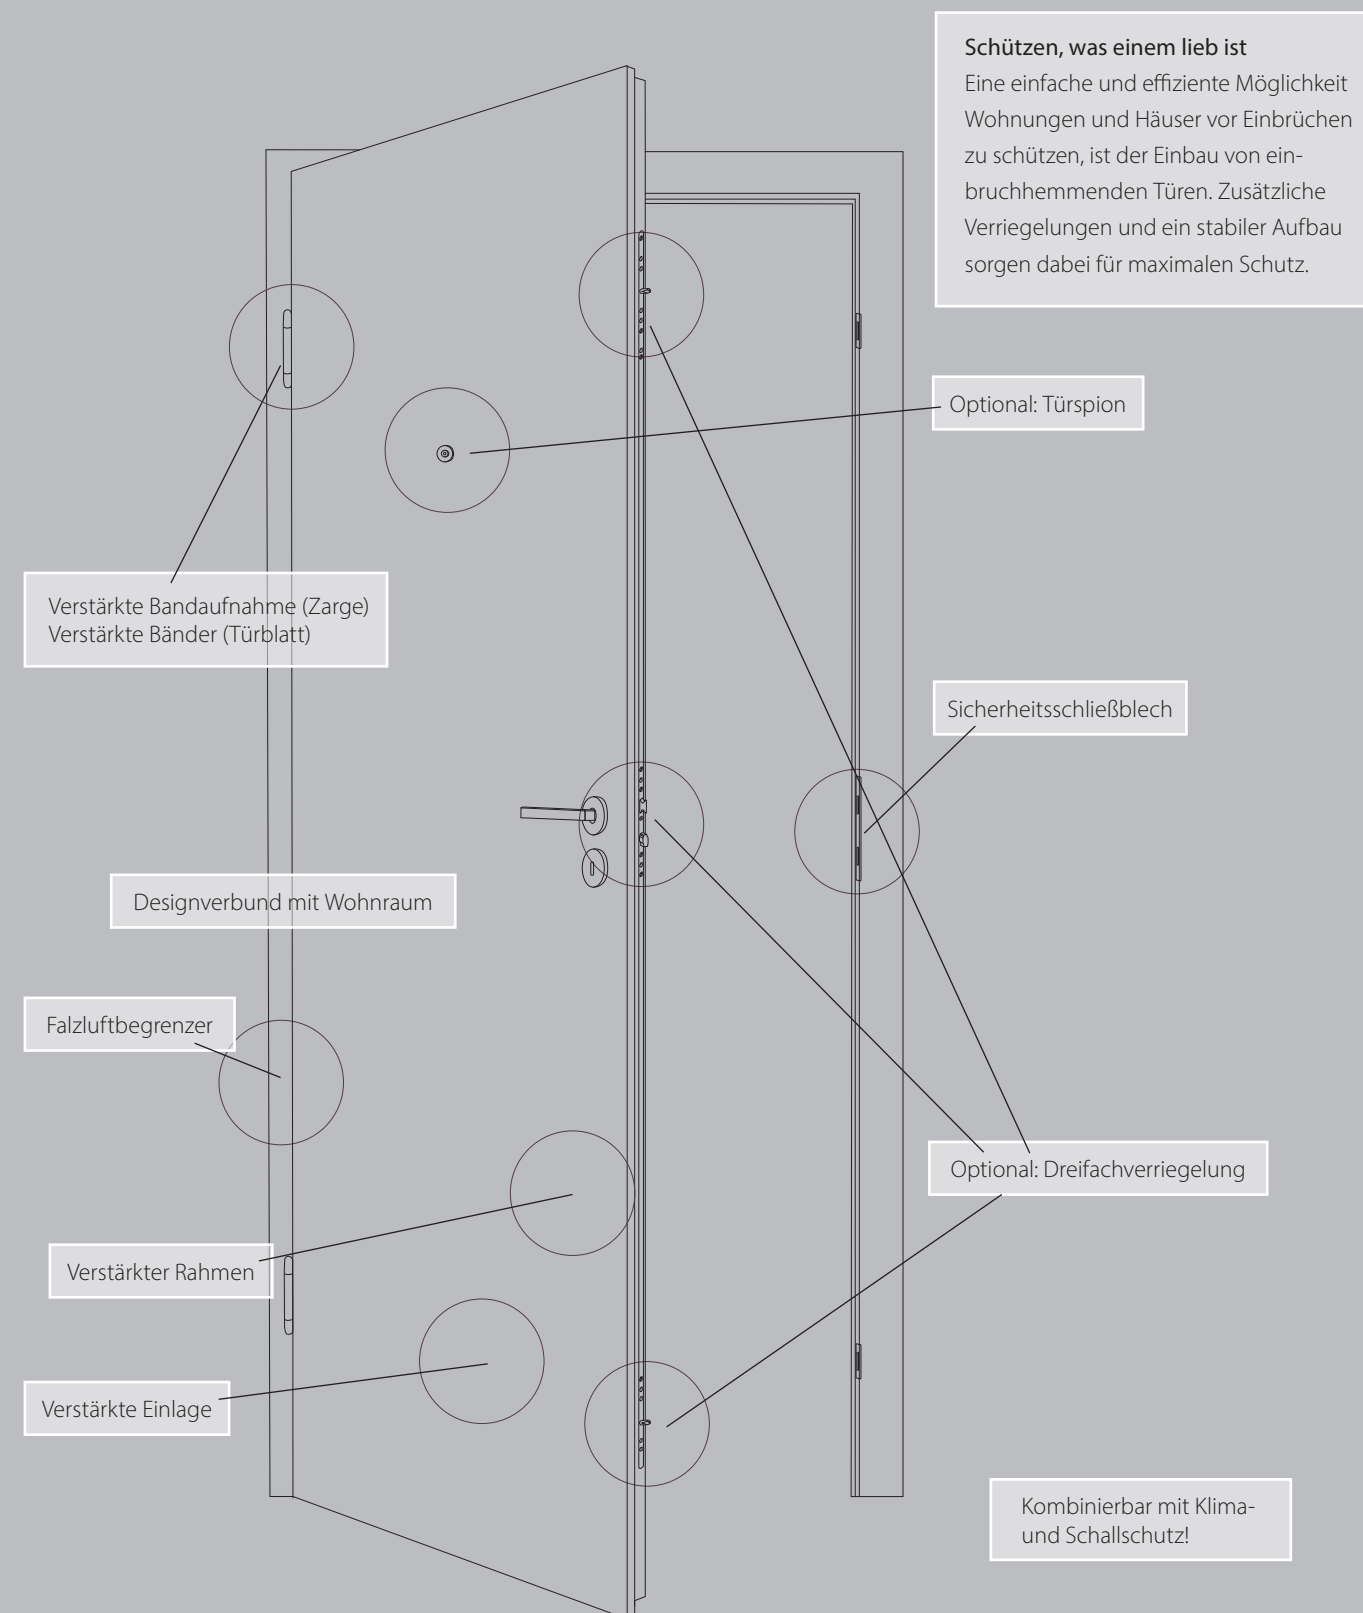 Schützen, was einem lieb ist
Eine einfache und effiziente Möglichkeit
Wohnungen und Häuser vor Einbrüchen
zu schützen, ist der Einbau von ein-
bruchhemmenden Türen. Zusätzliche
Verriegelungen und ein stabiler Aufbau
sorgen dabei für maximalen Schutz.
Optional: Türspion
Verstärkte Bandaufnahme (Zarge)
Verstärkte Bänder (Türblatt)
Sicherheitsschließblech
Designverbund mit Wohnraum
Falzluftbegrenzer
Optional: Dreifachverriegelung
Verstärkter Rahmen
Verstärkte Einlage
Kombinierbar mit Klima-
und Schallschutz!